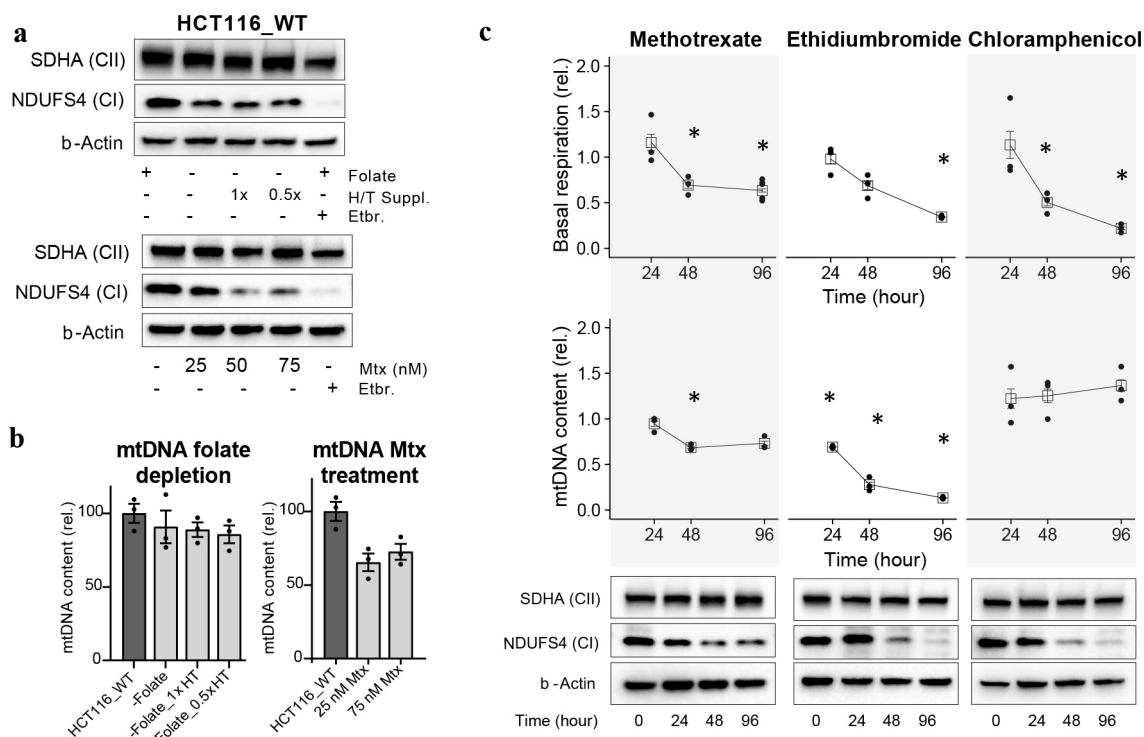 a
HCT116_WT
SDHA (CII)
NDUFS4 (CI)
b-Actin
+ - - - + Folate
- - 1x 0.5x - H/T Suppl.
- - - - + Etbr.
SDHA (CII)
NDUFS4 (CI)
b-Actin
- 25 50 75 - Mtx (nM)
- - - - + Etbr.
b
mtDNA folate
depletion
mtDNA content (rel.)
100
50
0
HCT116_WT
-Folate
-Folate_1x HT
Folate_0.5x HT
mtDNA Mtx
treatment
mtDNA content (rel.)
100
50
0
HCT116_WT
25 nM Mtx
75 nM Mtx
c
Methotrexate Ethidiumbromide Chloramphenicol
Basal respiration (rel.)
2.0
1.5
1.0
0.5
0.0
* *
*
* *
24 48 96 24 48 96 24 48 96
Time (hour)
mtDNA content (rel.)
2.0
1.5
1.0
0.5
0.0
*
* * *
24 48 96 24 48 96 24 48 96
Time (hour)
SDHA (CII)
NDUFS4 (CI)
b-Actin
Time (hour) 0 24 48 96 0 24 48 96 0 24 48 96